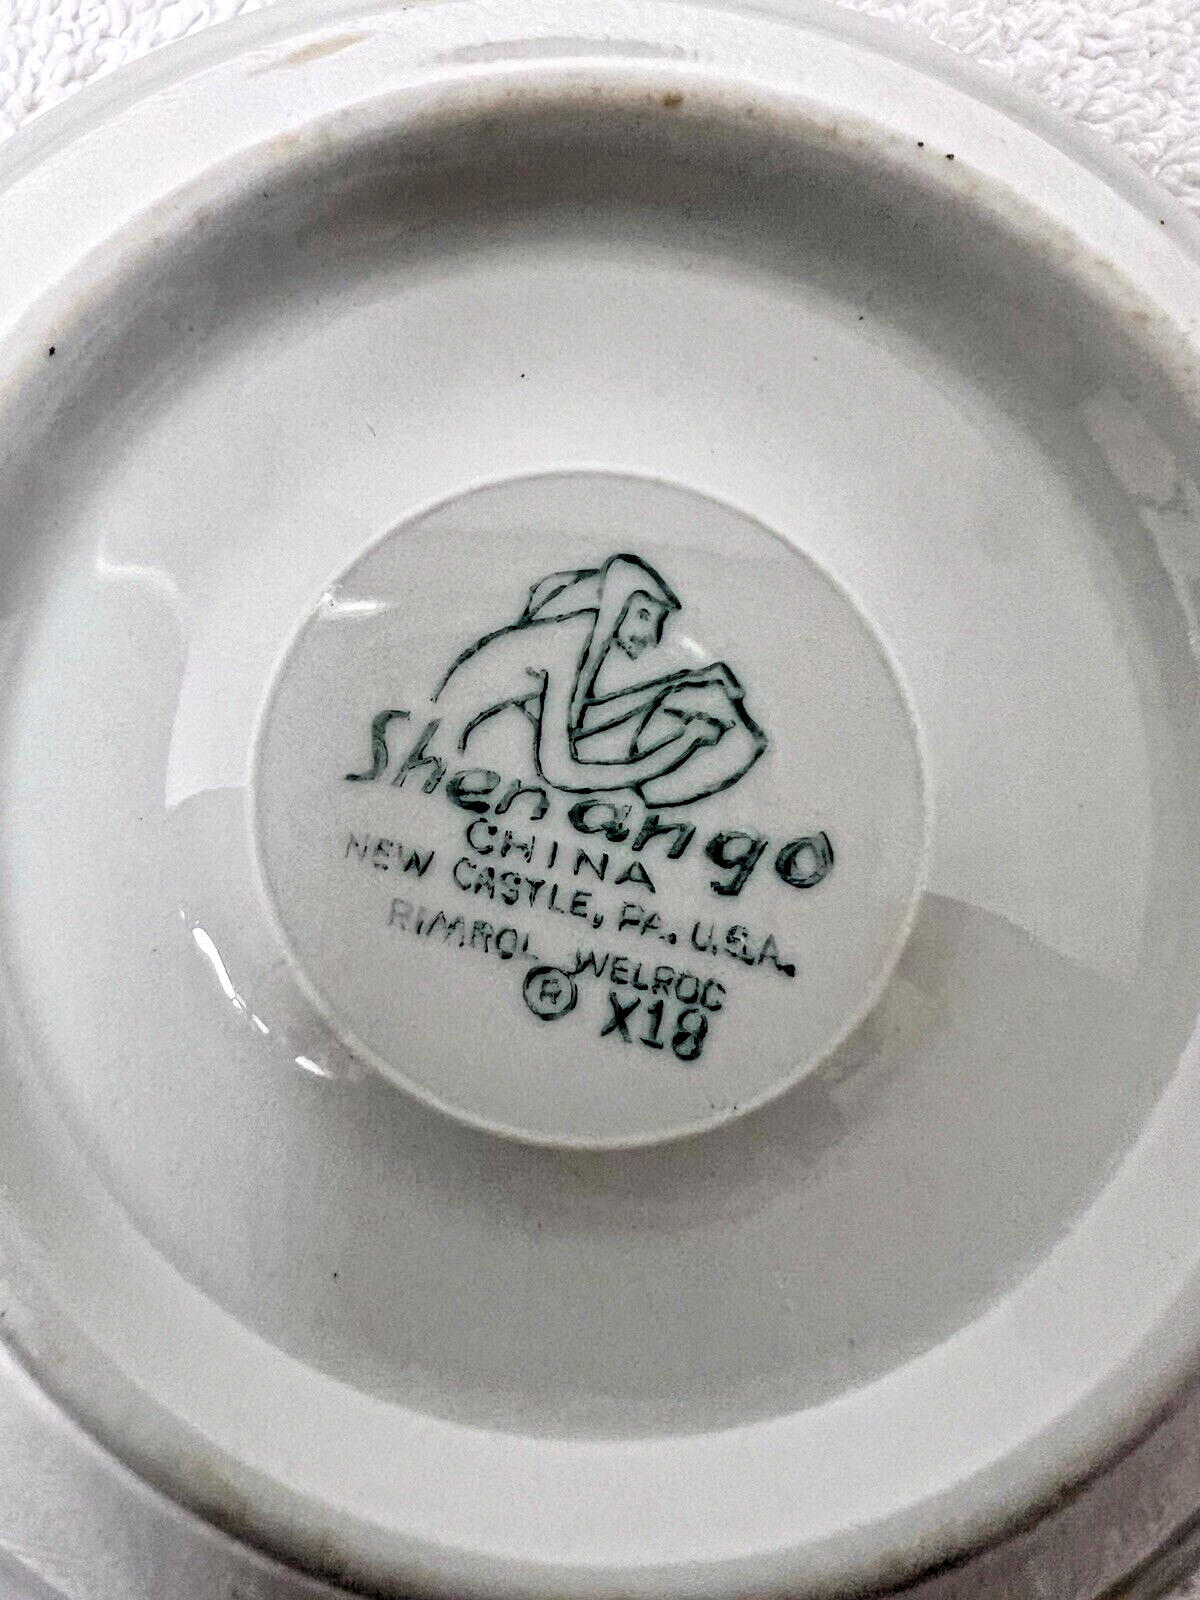 Shenango
CHINA
NEW CASTLE, PA. U.S.A.
RIMROL WELROC
® X18